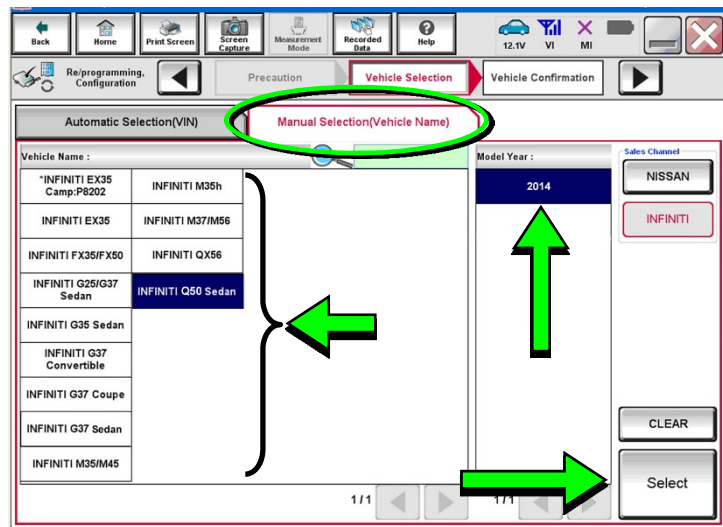 Back
Home
Print Screen
Screen
Capture
Measurement
Mode
Recorded
Data
Help
12.1V
VI
MI
Re/programming,
Configuration
Precaution
Vehicle Selection
Vehicle Confirmation
Automatic Selection(VIN)
Manual Selection(Vehicle Name)
Vehicle Name :
Model Year :
Sales Channel
*INFINITI EX35
Camp:P8202
INFINITI M35h
2014
NISSAN
INFINITI EX35
INFINITI M37/M56
INFINITI
INFINITI FX35/FX50
INFINITI QX56
INFINITI G25/G37
Sedan
INFINITI Q50 Sedan
INFINITI G35 Sedan
INFINITI G37
Convertible
INFINITI G37 Coupe
INFINITI G37 Sedan
CLEAR
INFINITI M35/M45
Select
1/1
1/1